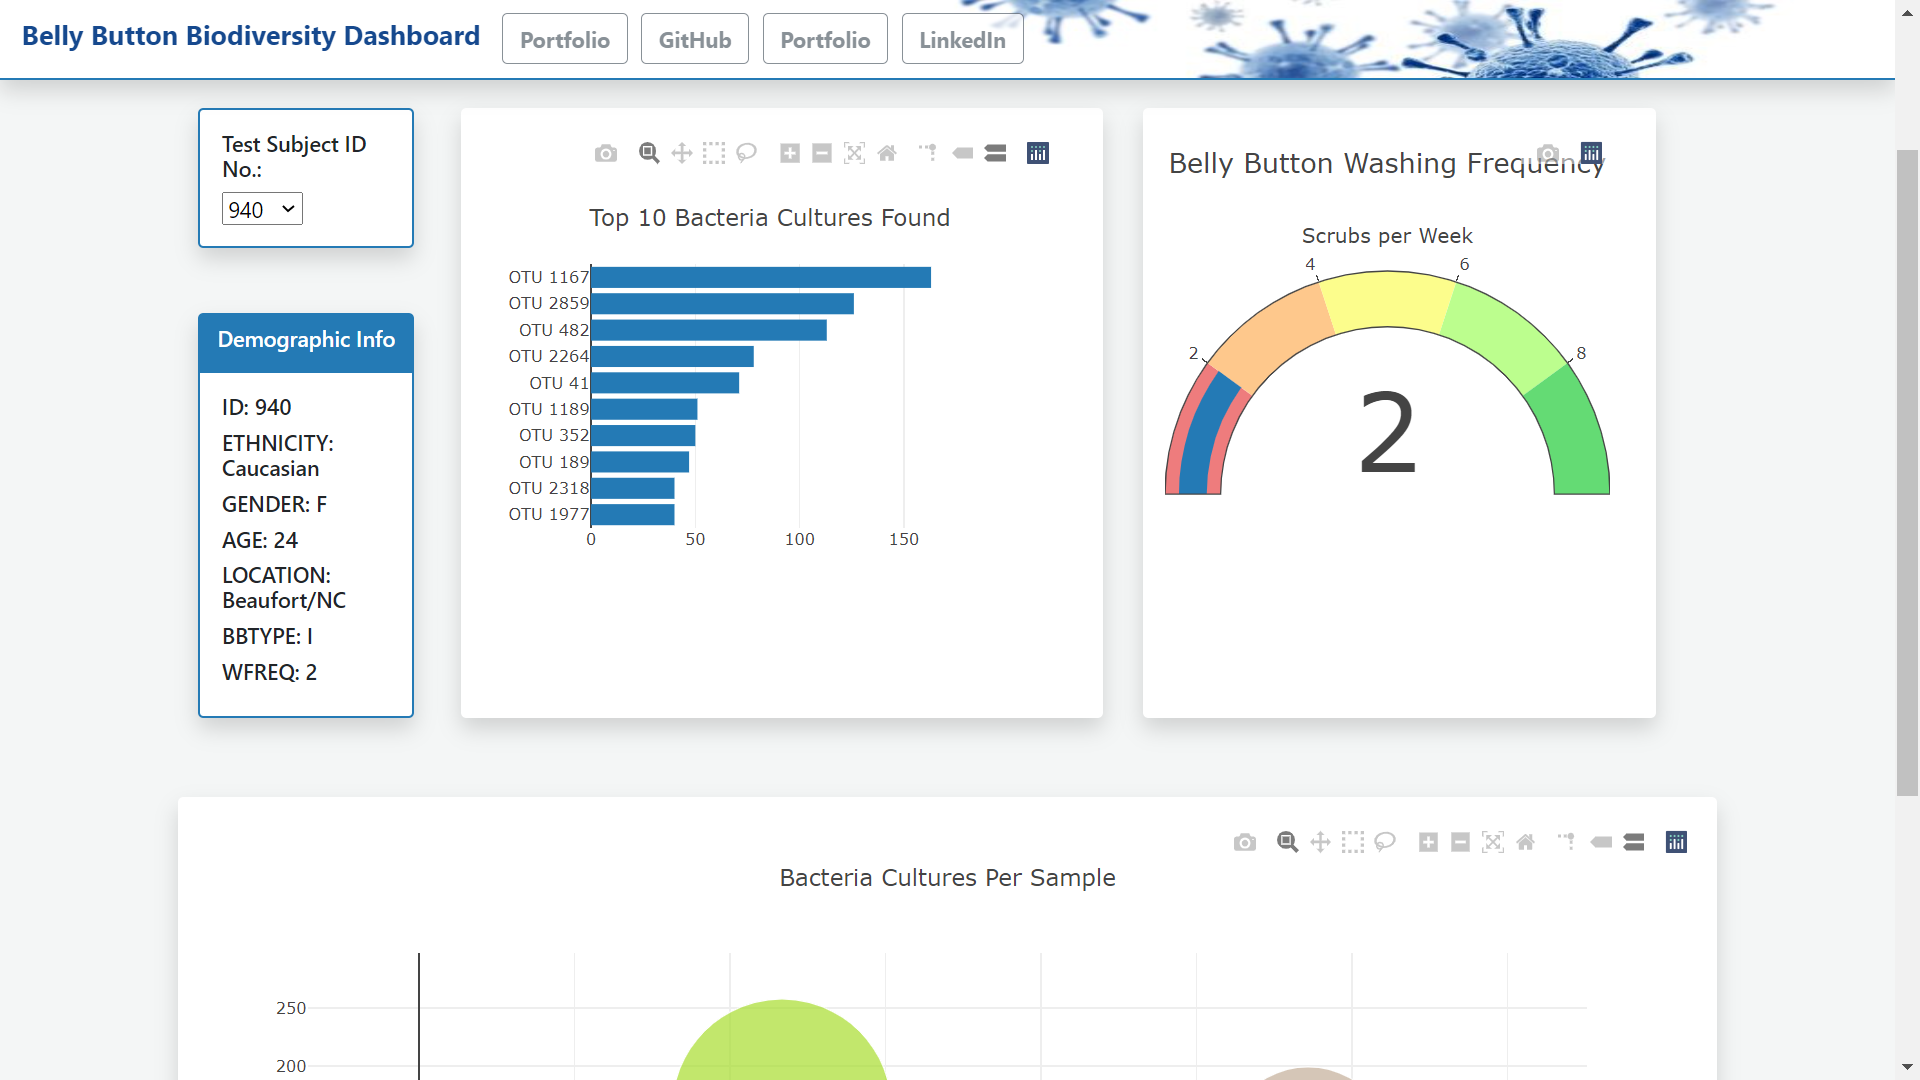 Belly Button Biodiversity Dashboard
Portfolio
GitHub
Portfolio
LinkedIn
Test Subject ID
No.:
940
Demographic Info
ID: 940
ETHNICITY:
Caucasian
GENDER: F
AGE: 24
LOCATION:
Beaufort/NC
BBTYPE: I
WFREQ: 2
Top 10 Bacteria Cultures Found
OTU 1167
OTU 2859
OTU 482
OTU 2264
OTU 41
OTU 1189
OTU 352
OTU 189
OTU 2318
OTU 1977
0 50 100 150
Belly Button Washing Frequency
Scrubs per Week
4 6
2 8
2
Bacteria Cultures Per Sample
250
200